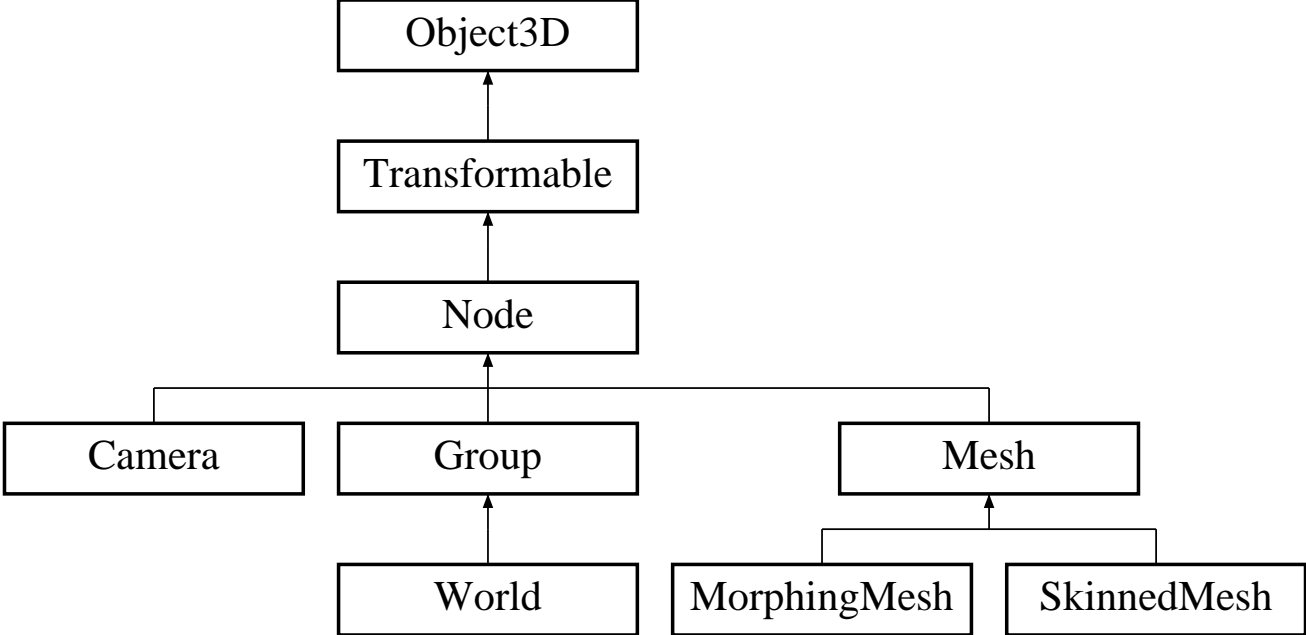 Object3D
Transformable
Node
Camera
Group
Mesh
World
MorphingMesh
SkinnedMesh